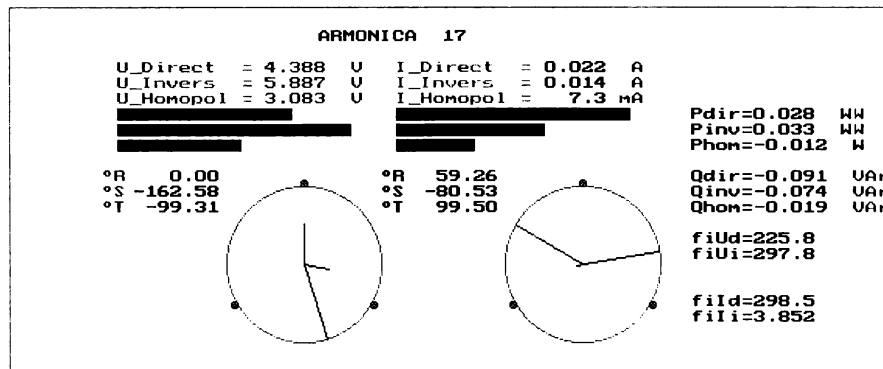 ARMONICA 17
U_Direct = 4.388 V I_Direct = 0.022 A
U_Invers = 5.887 V I_Invers = 0.014 A
U_Homopol = 3.083 V I_Homopol = 7.3 mA
Pdir=0.028 WW
Pinv=0.033 WW
Phom=-0.012 W
°R 0.00 °R 59.26
°S -162.58 °S -80.53
°T -99.31 °T 99.50
Qdir=-0.091 VAr
Qinv=-0.074 VAr
Qhom=-0.019 VAr
fiUd=225.8
fiUi=297.8
fiId=298.5
fiIi=3.852